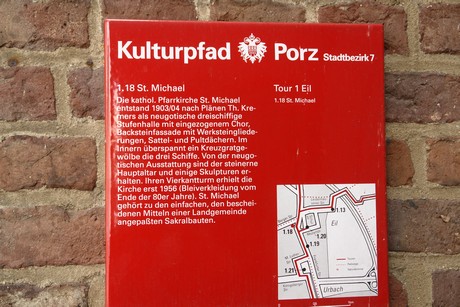 Kulturpfad Porz Stadtbezirk 7
1.18 St. Michael
Die kathol. Pfarrkirche St. Michael
entstand 1903/04 nach Plänen Th. Kre-
mers als neugotische dreischiffige
Stufenhalle mit eingezogenem Chor,
Backsteinfassade mit Werksteingliede-
rungen, Sattel- und Pultdächern. Im
Innern überspannt ein Kreuzgratge-
wölbe die drei Schiffe. Von der neugo-
tischen Ausstattung sind der steinerne
Hauptaltar und einige Skulpturen er-
halten. Ihren Vierkantturm erhielt die
Kirche erst 1956 (Bleiverkleidung vom
Ende der 80er Jahre). St. Michael
gehört zu den einfachen, den beschei-
denen Mitteln einer Landgemeinde
angepaßten Sakralbauten.
Tour 1 Eil
1.18 St. Michael
1.13
1.18
Eil
1.20
1.19
1.21
Urbach